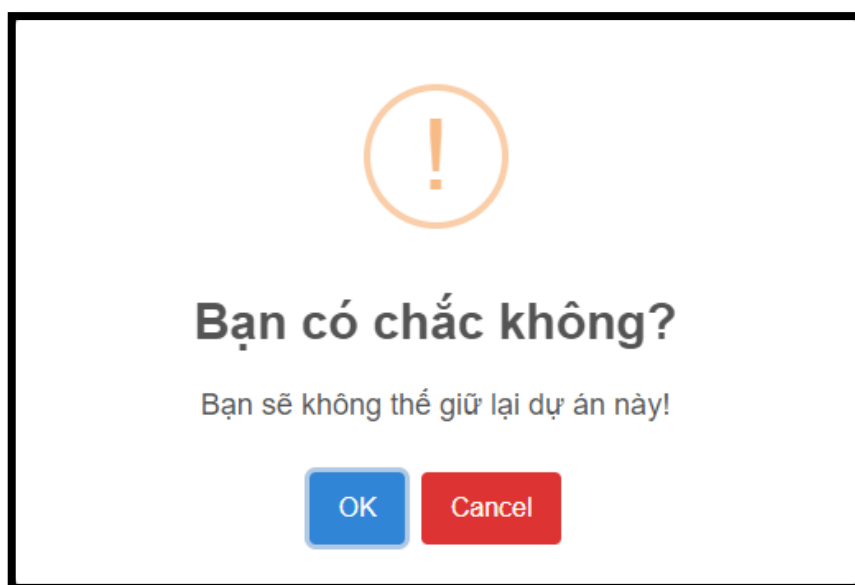 !
Bạn có chắc không?
Bạn sẽ không thể giữ lại dự án này!
OK
Cancel